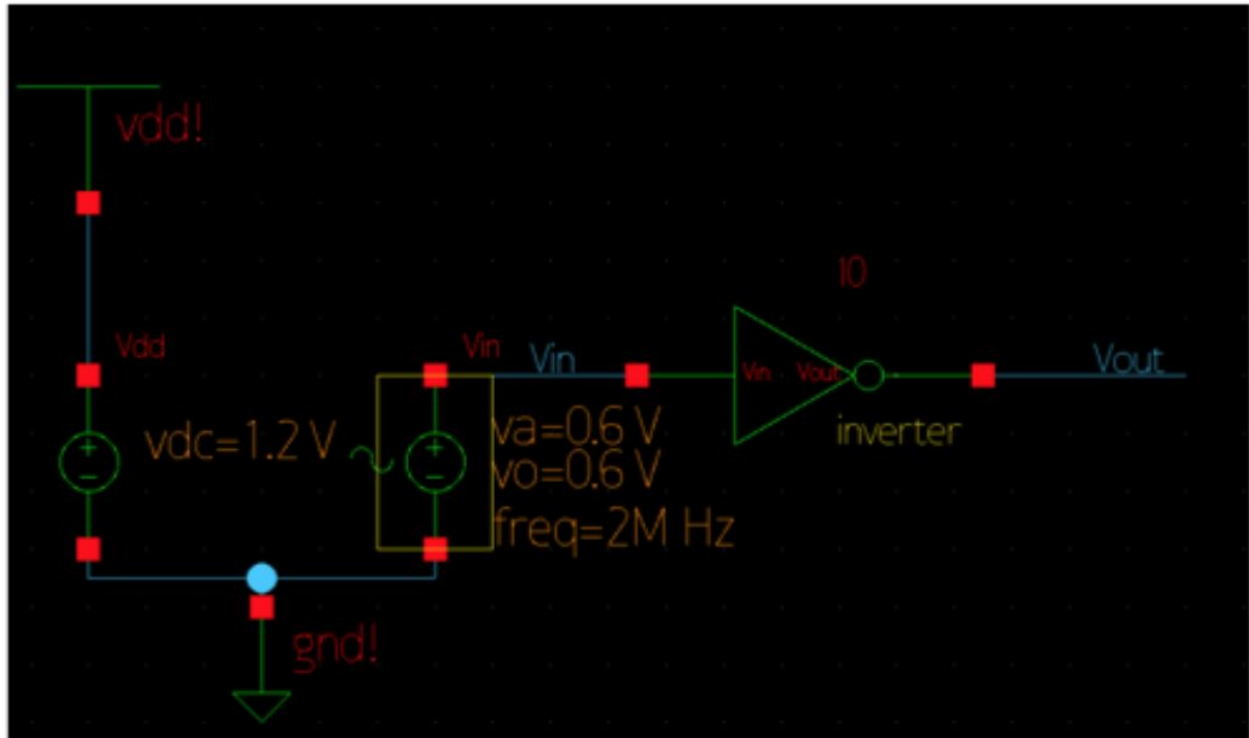 vdd!
I0
Vdd
Vin
Vin
Vin
Vout
Vout
inverter
vdc=1.2 V
va=0.6 V
vo=0.6 V
freq=2M Hz
gnd!